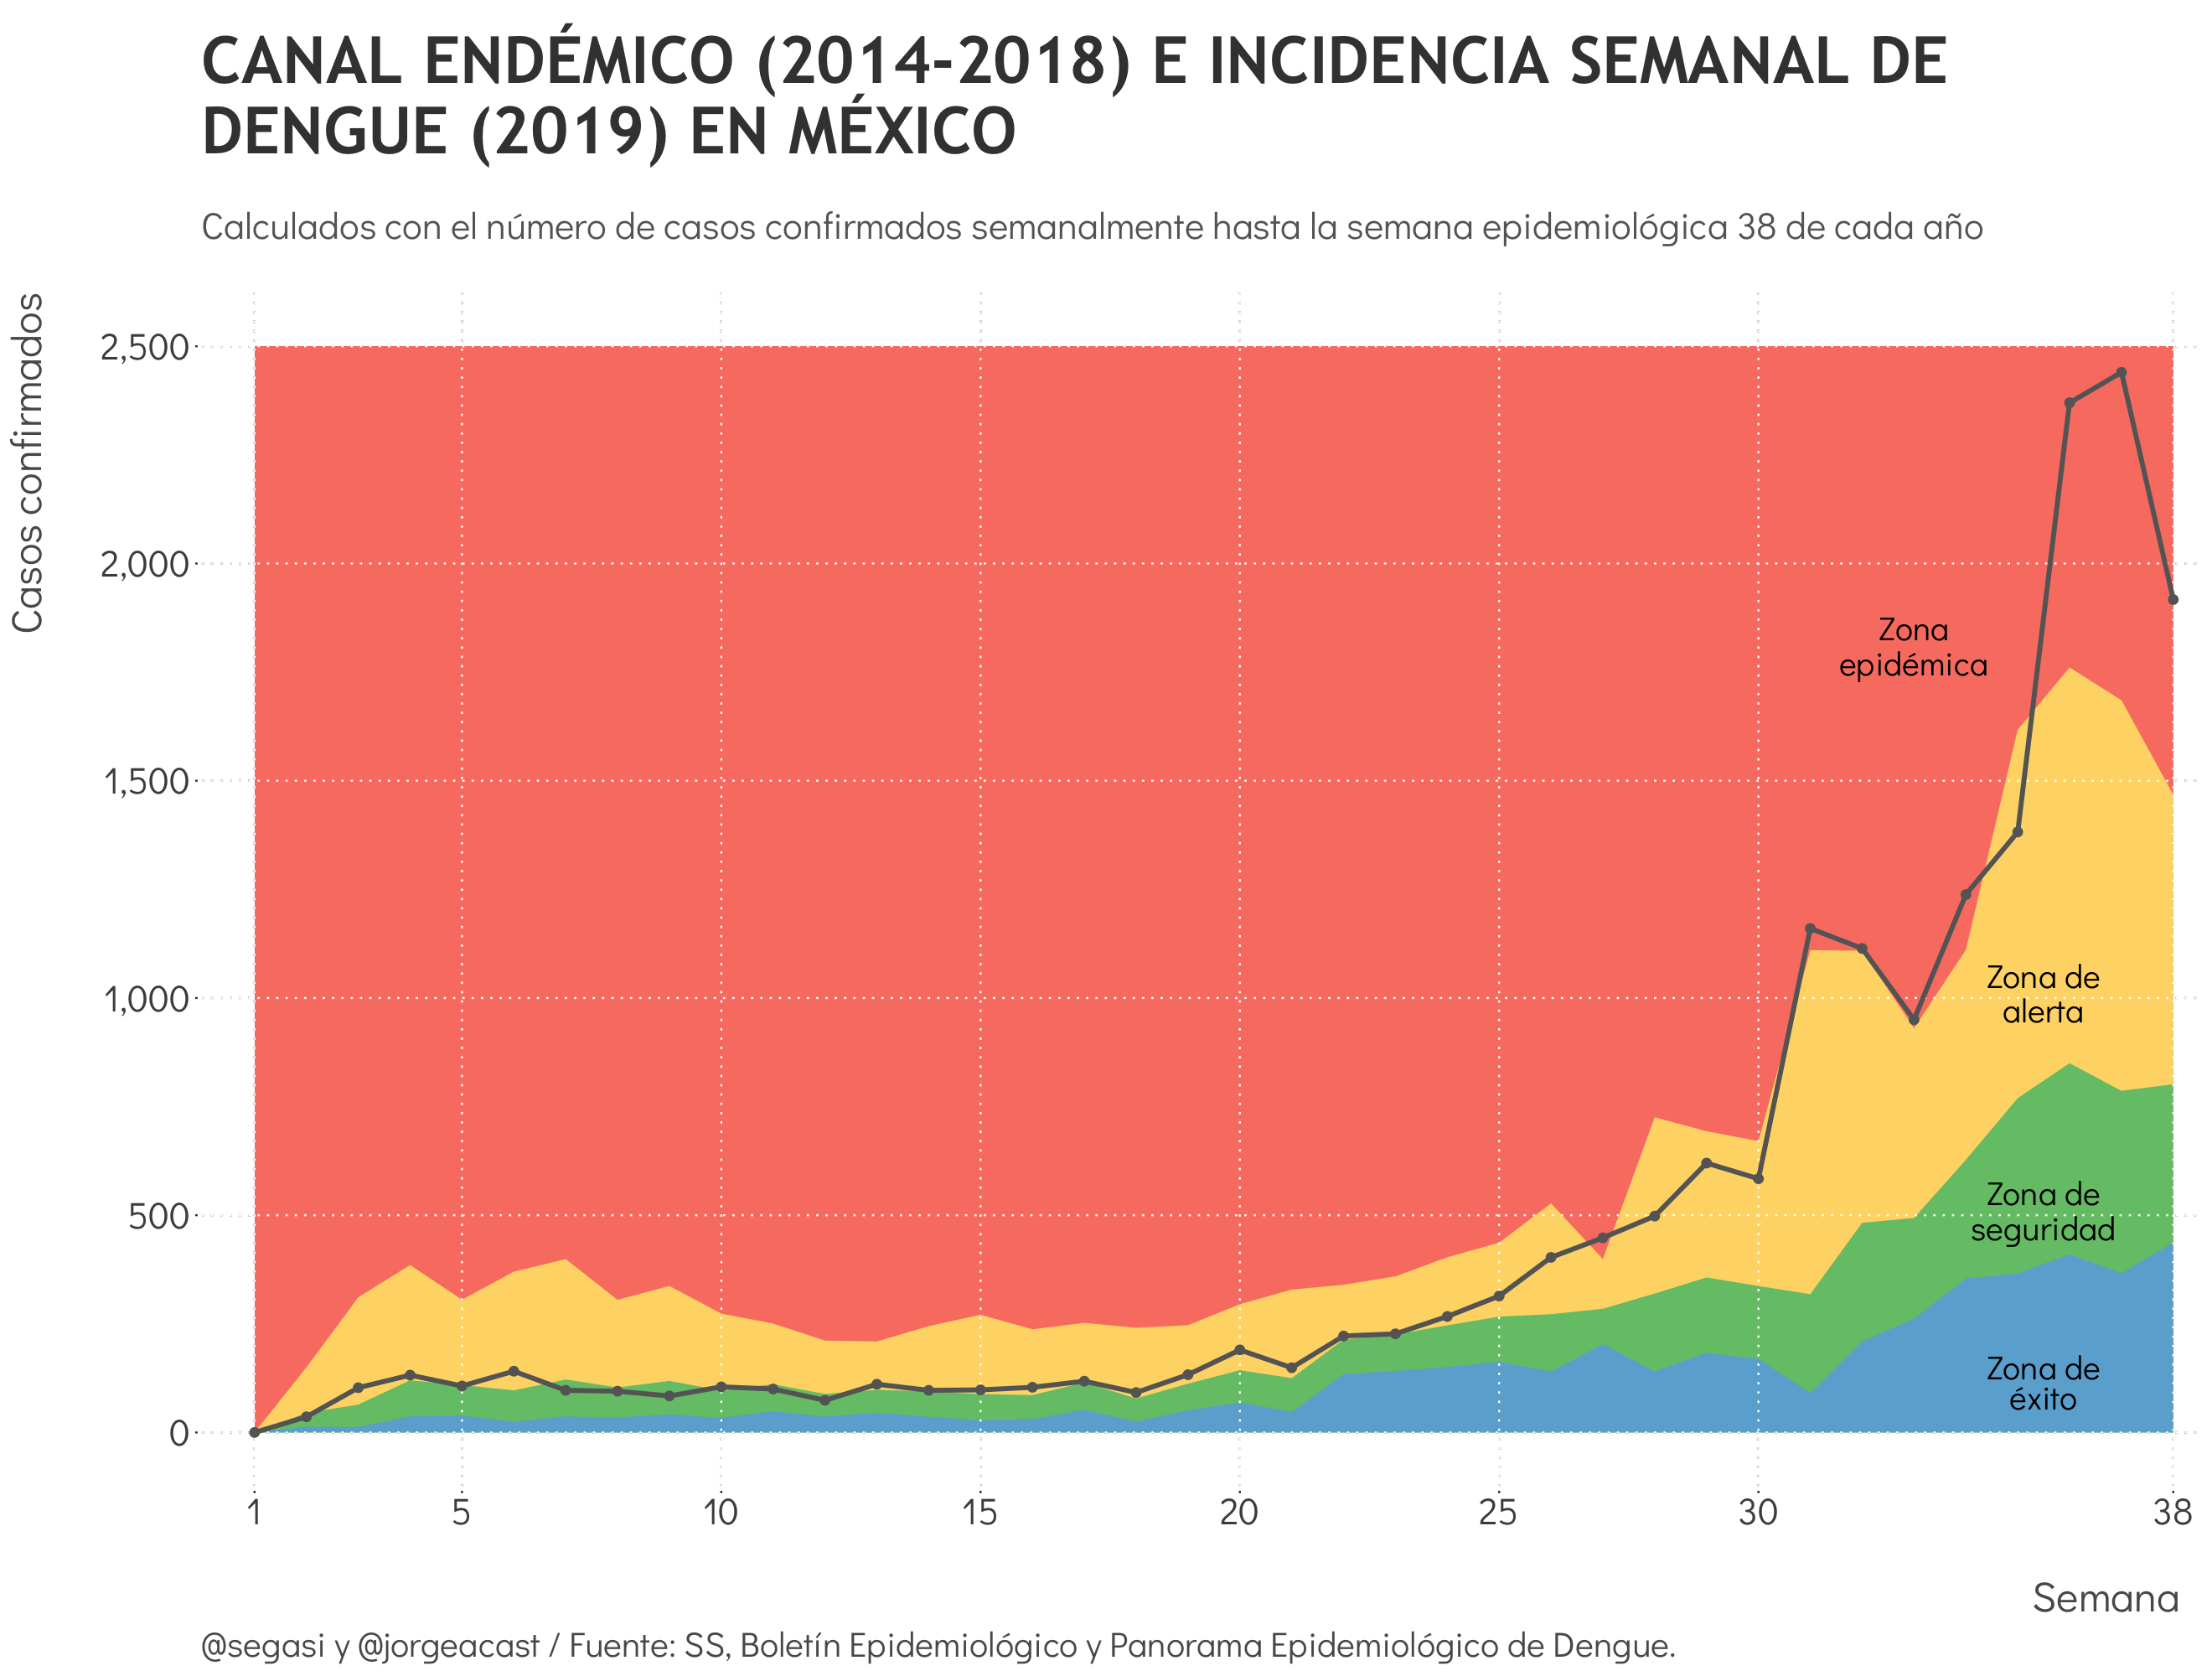 CANAL ENDÉMICO (2014-2018) E INCIDENCIA SEMANAL DE
DENGUE (2019) EN MÉXICO
Calculados con el número de casos confirmados semanalmente hasta la semana epidemiológica 38 de cada año
Casos confirmados
2,500
2,000
1,500
1,000
500
0
Zona
epidémica
Zona de
alerta
Zona de
seguridad
Zona de
éxito
1 5 10 15 20 25 30 38
Semana
@segasi y @jorgeacast / Fuente: SS, Boletín Epidemiológico y Panorama Epidemiológico de Dengue.